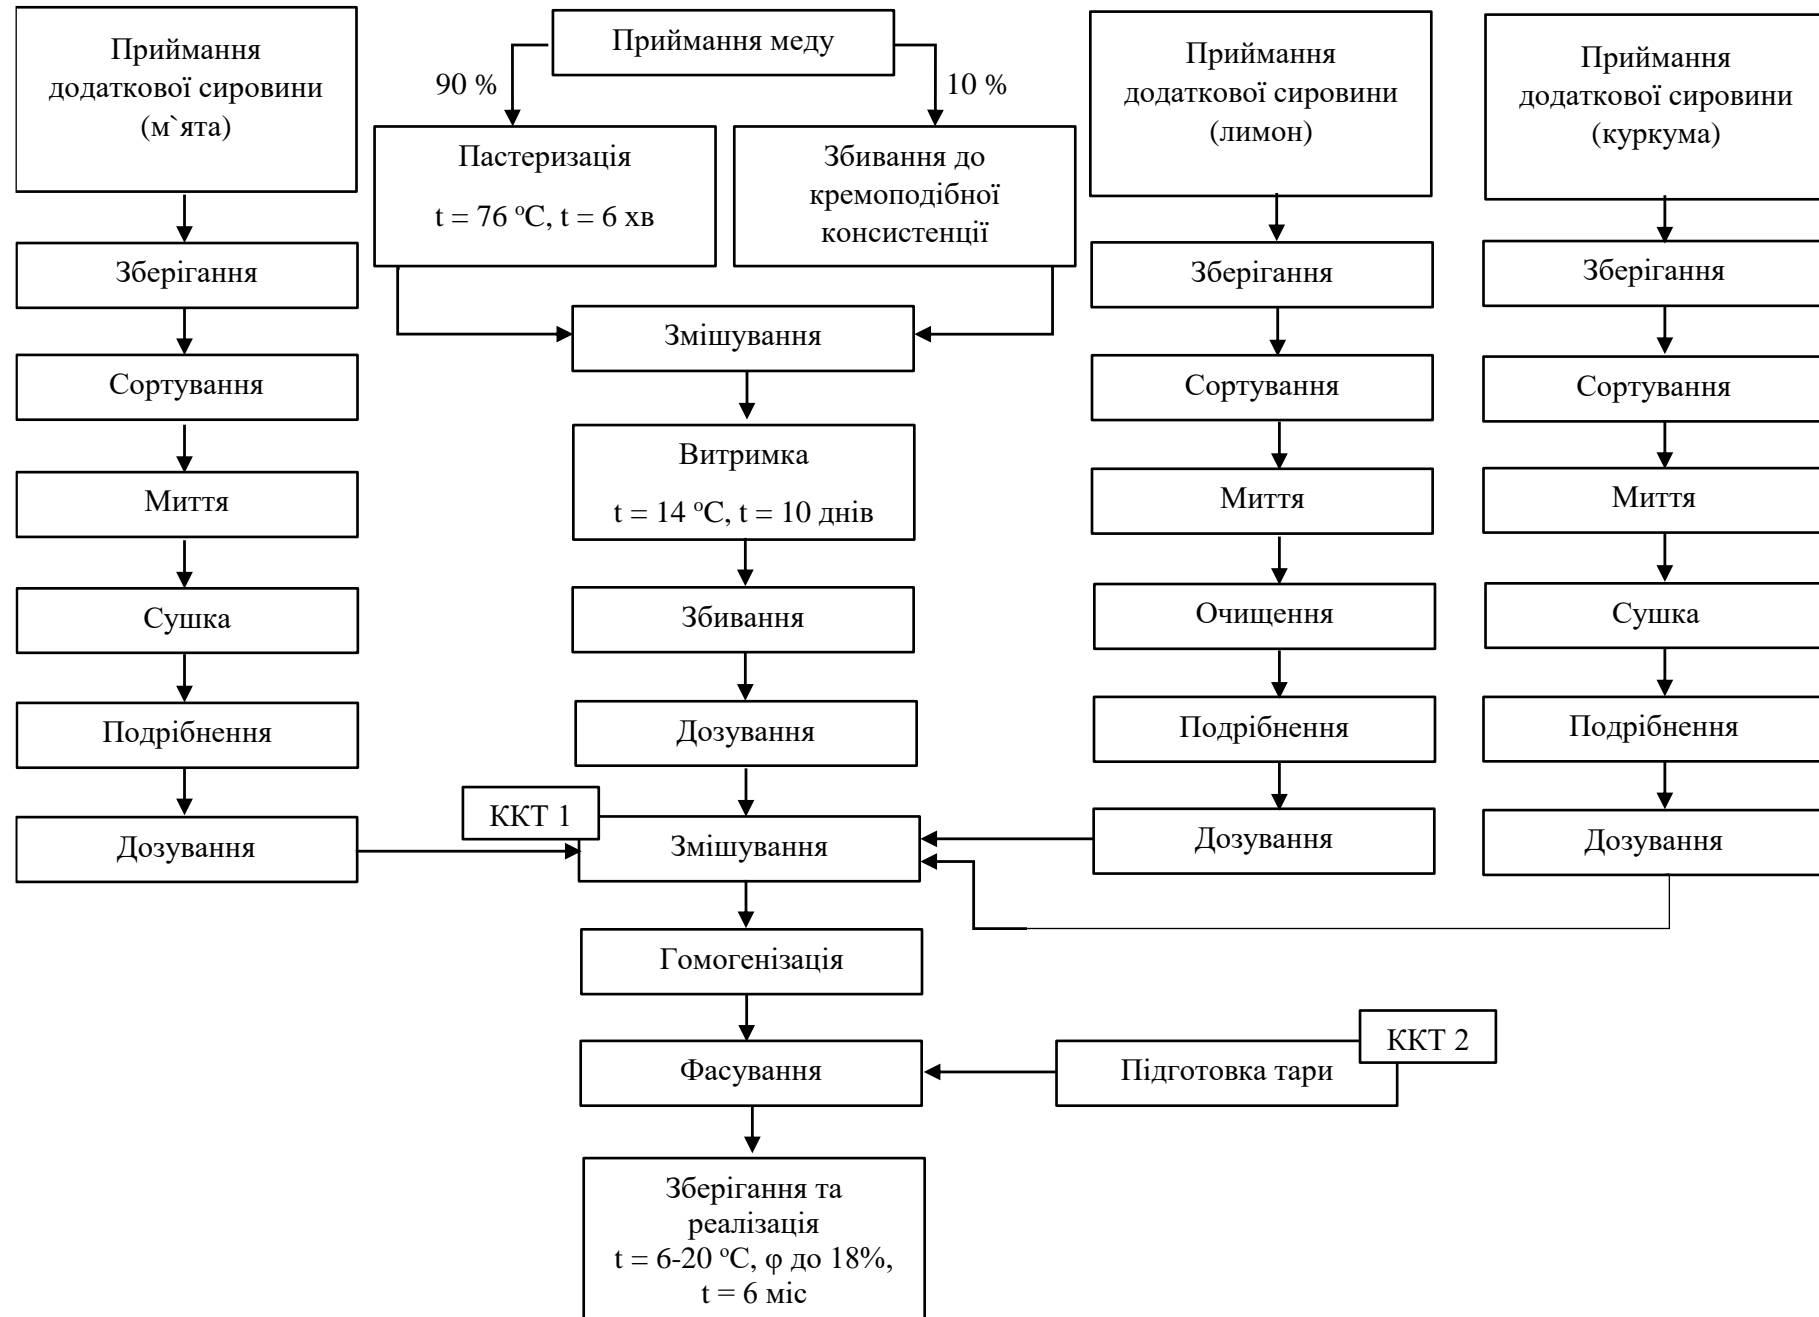 Приймання
додаткової сировини
(м`ята)
Зберігання
Сортування
Миття
Сушка
Подрібнення
Дозування
Приймання меду
90 %
10 %
Пастеризація
t = 76 ºС, t = 6 хв
Збивання до
кремоподібної
консистенції
Змішування
Витримка
t = 14 ºС, t = 10 днів
Збивання
Дозування
ККТ 1
Змішування
Гомогенізація
Фасування
Зберігання та
реалізація
t = 6-20 ºС, φ до 18%,
t = 6 міс
Приймання
додаткової сировини
(лимон)
Зберігання
Сортування
Миття
Очищення
Подрібнення
Дозування
ККТ 2
Підготовка тари
Приймання
додаткової сировини
(куркума)
Зберігання
Сортування
Миття
Сушка
Подрібнення
Дозування